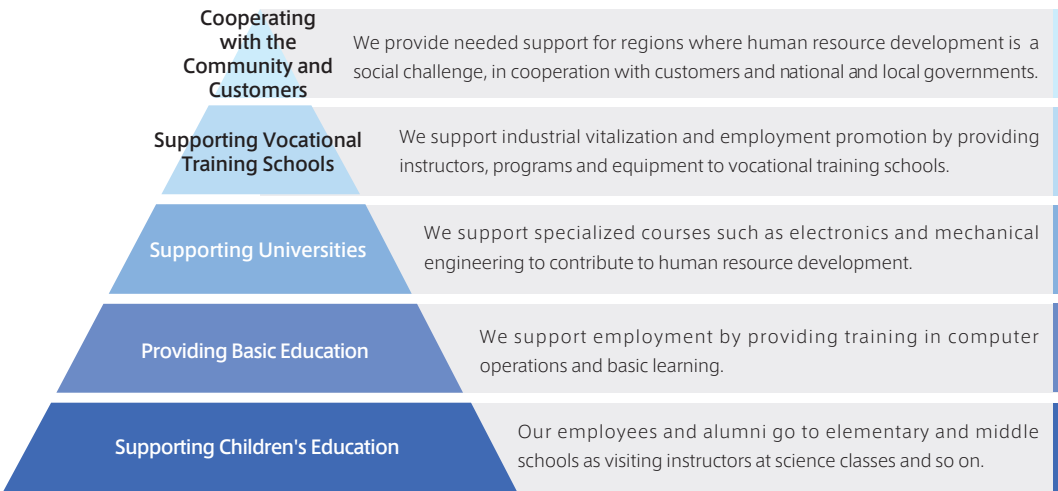 Cooperating
with the
Community and
Customers
We provide needed support for regions where human resource development is a
social challenge, in cooperation with customers and national and local governments.
Supporting Vocational
Training Schools
We support industrial vitalization and employment promotion by providing
instructors, programs and equipment to vocational training schools.
Supporting Universities
We support specialized courses such as electronics and mechanical
engineering to contribute to human resource development.
Providing Basic Education
We support employment by providing training in computer
operations and basic learning.
Supporting Children's Education
Our employees and alumni go to elementary and middle
schools as visiting instructors at science classes and so on.